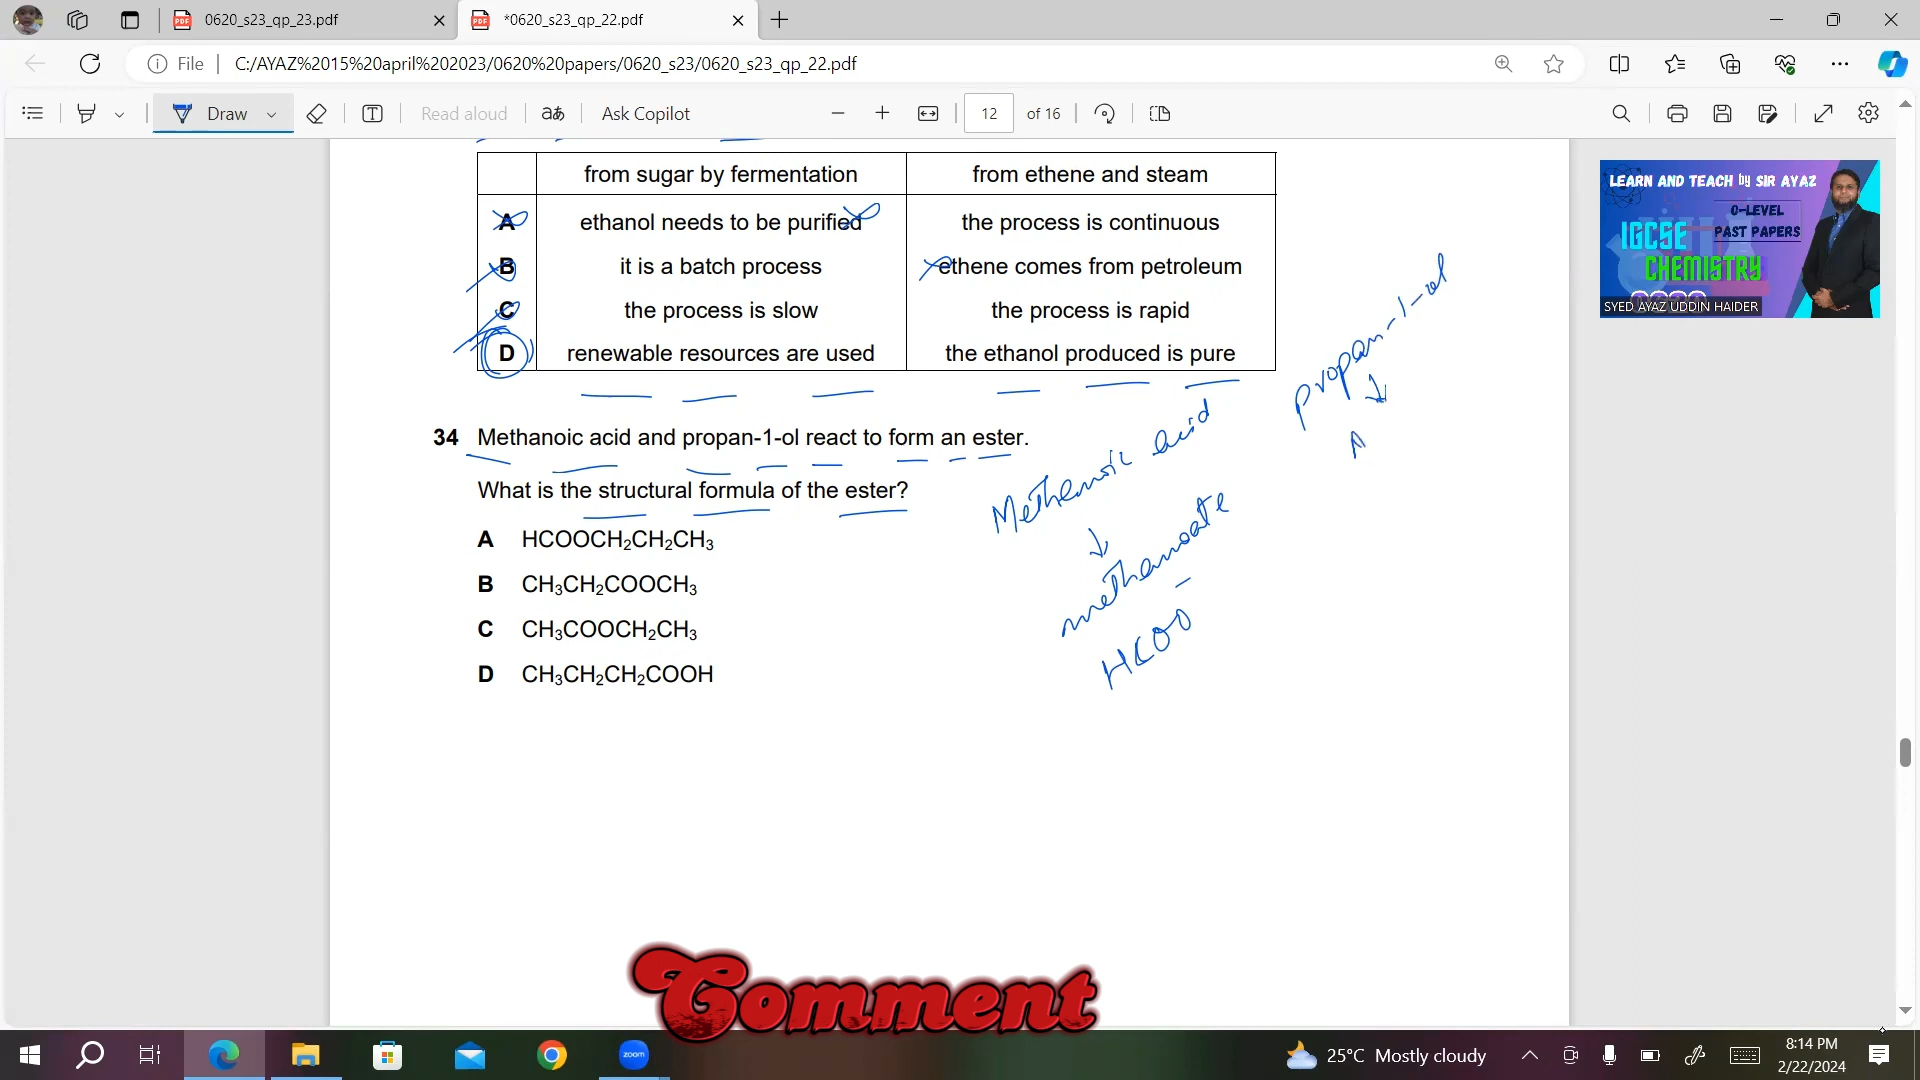 0620_s23_qp_23.pdf
*0620_s23_qp_22.pdf
File
C:/AYAZ%2015%20april%202023/0620%20papers/0620_s23/0620_s23_qp_22.pdf
Draw
Read aloud
aあ
Ask Copilot
12 of 16
from sugar by fermentation from ethene and steam
A ethanol needs to be purified the process is continuous
B it is a batch process ethene comes from petroleum
C the process is slow the process is rapid
D renewable resources are used the ethanol produced is pure
34 Methanoic acid and propan-1-ol react to form an ester.
What is the structural formula of the ester?
A HCOOCH₂CH₂CH₃
B CH₃CH₂COOCH₃
C CH₃COOCH₂CH₃
D CH₃CH₂CH₂COOH
Methanoic acid
methanoate
HCOO⁻
propan-1-ol
LEARN AND TEACH by SIR AYAZ
O-LEVEL
PAST PAPERS
IGCSE
CHEMISTRY
0620
SYED AYAZ UDDIN HAIDER
Comment
zoom
25°C Mostly cloudy
8:14 PM
2/22/2024